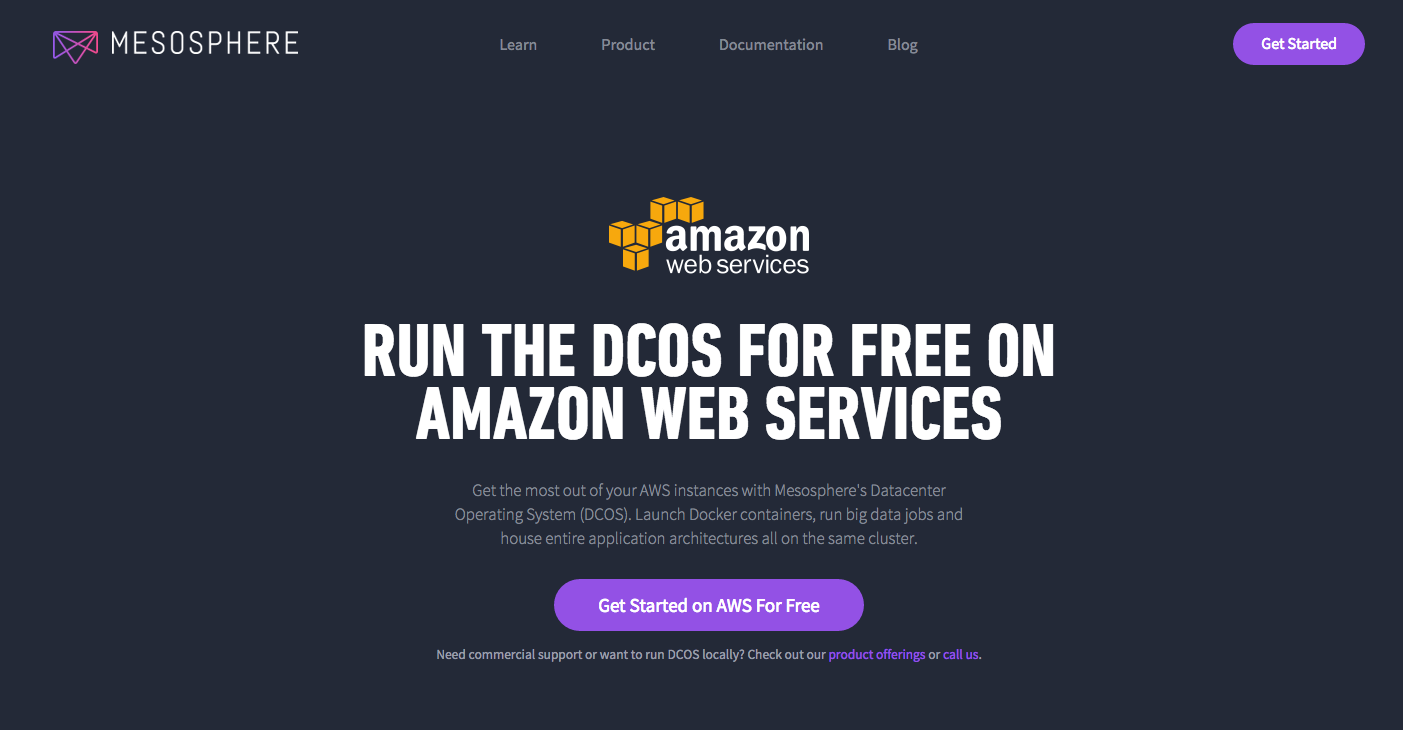 MESOSPHERE
Learn
Product
Documentation
Blog
Get Started
amazon
web services
RUN THE DCOS FOR FREE ON
AMAZON WEB SERVICES
Get the most out of your AWS instances with Mesosphere's Datacenter
Operating System (DCOS). Launch Docker containers, run big data jobs and
house entire application architectures all on the same cluster.
Get Started on AWS For Free
Need commercial support or want to run DCOS locally? Check out our product offerings or call us.